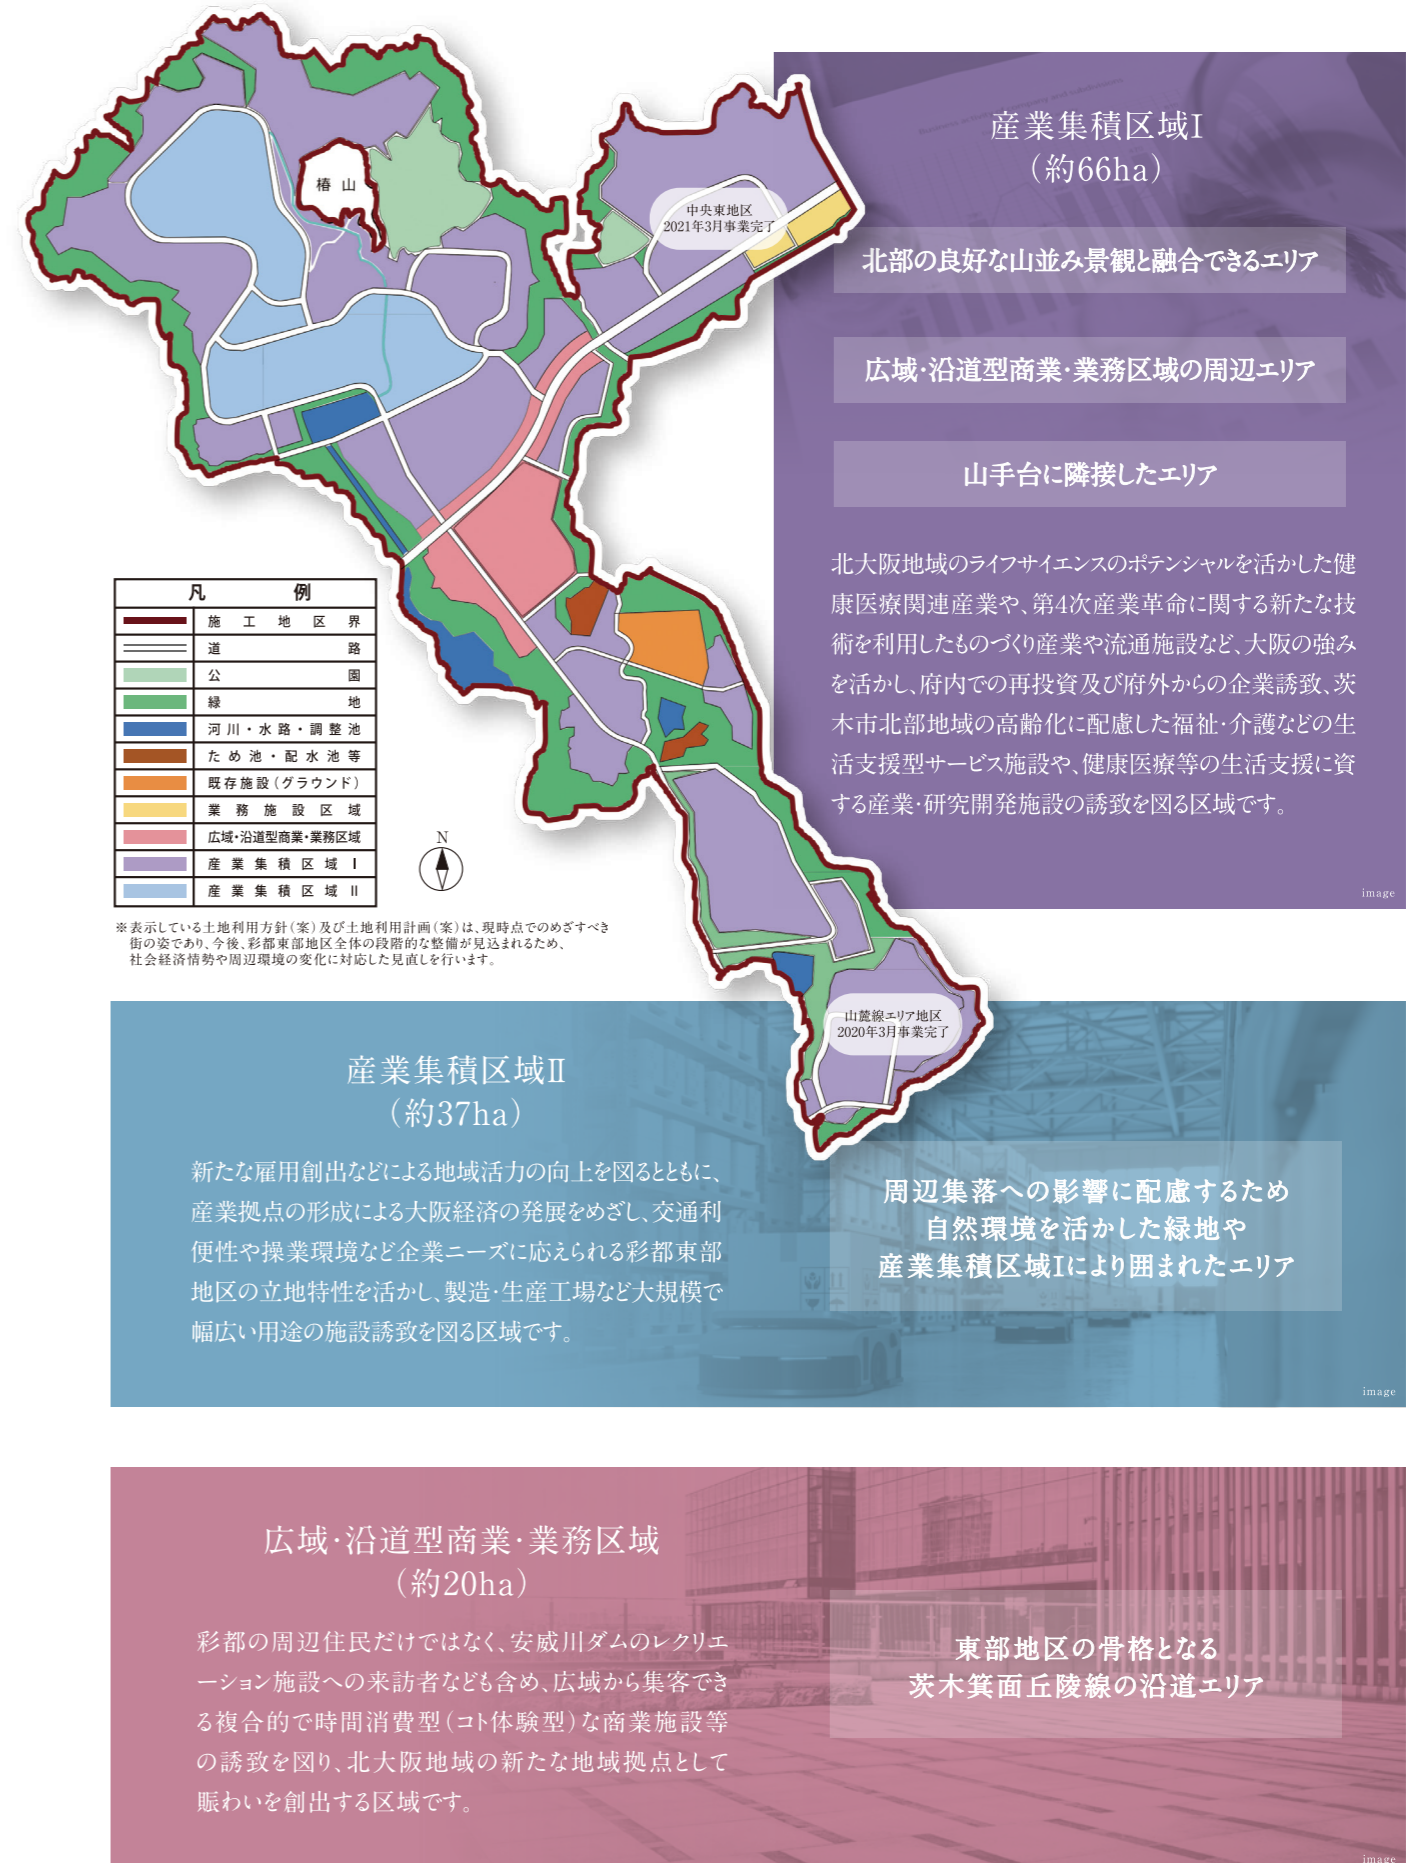 産業集積区域Ⅰ
（約66ha）
北部の良好な山並み景観と融合できるエリア
広域・沿道型商業・業務区域の周辺エリア
山手台に隣接したエリア
北大阪地域のライフサイエンスのポテンシャルを活かした健
康医療関連産業や、第4次産業革命に関する新たな技
術を利用したものづくり産業や流通施設など、大阪の強み
を活かし、府内での再投資及び府外からの企業誘致、茨
木市北部地域の高齢化に配慮した福祉・介護などの生
活支援型サービス施設や、健康医療等の生活支援に資
する産業・研究開発施設の誘致を図る区域です。
image
椿山
中央東地区
2021年3月事業完了
凡例
施工地区界
道路
公園
緑地
河川・水路・調整池
ため池・配水池等
既存施設（グラウンド）
業務施設区域
広域・沿道型商業・業務区域
産業集積区域Ⅰ
産業集積区域Ⅱ
N
※表示している土地利用方針（案）及び土地利用計画（案）は、現時点でのめざすべき
街の姿であり、今後、彩都東部地区全体の段階的な整備が見込まれるため、
社会経済情勢や周辺環境の変化に対応した見直しを行います。
山麓線エリア地区
2020年3月事業完了
産業集積区域Ⅱ
（約37ha）
新たな雇用創出などによる地域活力の向上を図るとともに、
産業拠点の形成による大阪経済の発展をめざし、交通利
便性や操業環境など企業ニーズに応えられる彩都東部
地区の立地特性を活かし、製造・生産工場など大規模で
幅広い用途の施設誘致を図る区域です。
周辺集落への影響に配慮するため
自然環境を活かした緑地や
産業集積区域Ⅰにより囲まれたエリア
image
広域・沿道型商業・業務区域
（約20ha）
彩都の周辺住民だけではなく、安威川ダムのレクリエ
ーション施設への来訪者なども含め、広域から集客でき
る複合的で時間消費型（コト体験型）な商業施設等
の誘致を図り、北大阪地域の新たな地域拠点として
賑わいを創出する区域です。
東部地区の骨格となる
茨木箕面丘陵線の沿道エリア
image